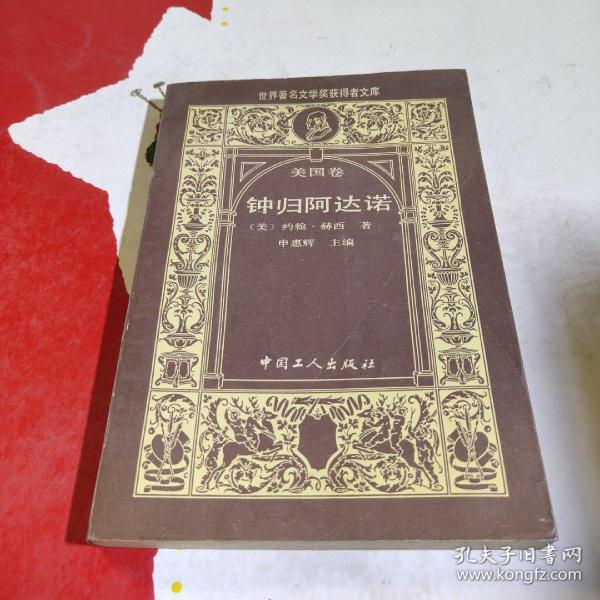 世界著名文学奖获得者文库
美国卷
钟归阿达诺
〔美〕约翰·赫西 著
申惠辉 主编
中国工人出版社
孔夫子旧书网
www.kongfz.com